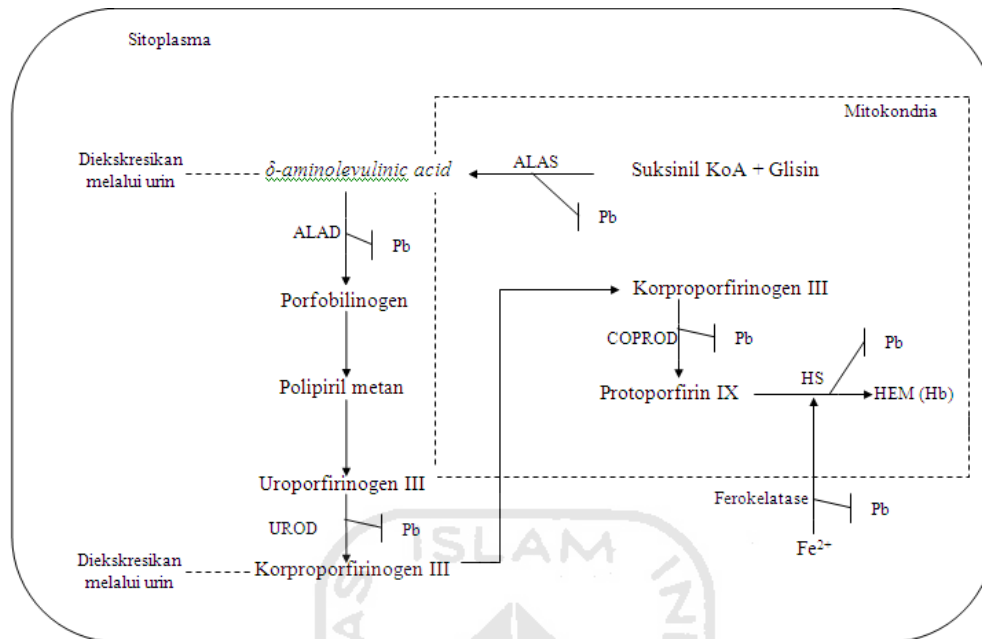 Sitoplasma
Mitokondria
Diekskresikan
melalui urin
δ-aminolevulinic acid
ALAS
Suksinil KoA + Glisin
Pb
ALAD
Pb
Porfobilinogen
Korproporfirinogen III
COPROD
Pb
Pb
Polipiril metan
Protoporfirin IX
HS
HEM (Hb)
Uroporfirinogen III
Ferokelatase
Pb
UROD
Pb
Fe²⁺
Diekskresikan
melalui urin
Korproporfirinogen III
ISLAM